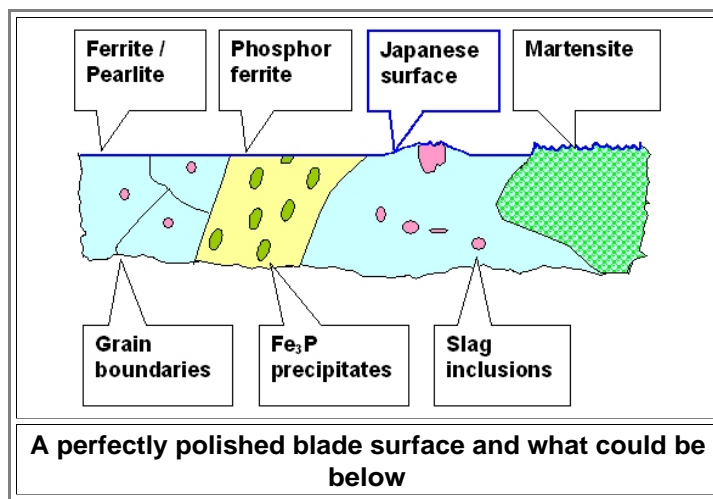 Ferrite /
Pearlite
Phosphor
ferrite
Japanese
surface
Martensite
Grain
boundaries
Fe₃P
precipitates
Slag
inclusions
A perfectly polished blade surface and what could be
below